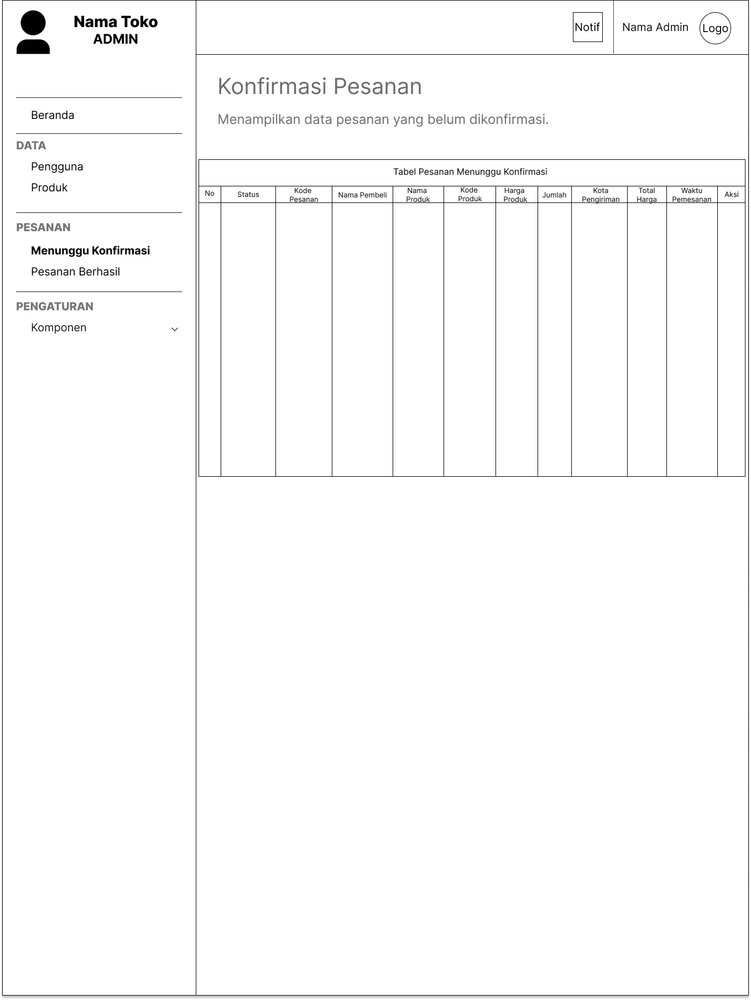 Nama Toko
ADMIN
Notif
Nama Admin
Logo
Beranda
DATA
Pengguna
Produk
PESANAN
Menunggu Konfirmasi
Pesanan Berhasil
PENGATURAN
Komponen
Konfirmasi Pesanan
Menampilkan data pesanan yang belum dikonfirmasi.
Tabel Pesanan Menunggu Konfirmasi
No
Status
Kode
Pesanan
Nama Pembeli
Nama
Produk
Kode
Produk
Harga
Produk
Jumlah
Kota
Pengiriman
Total
Harga
Waktu
Pemesanan
Aksi